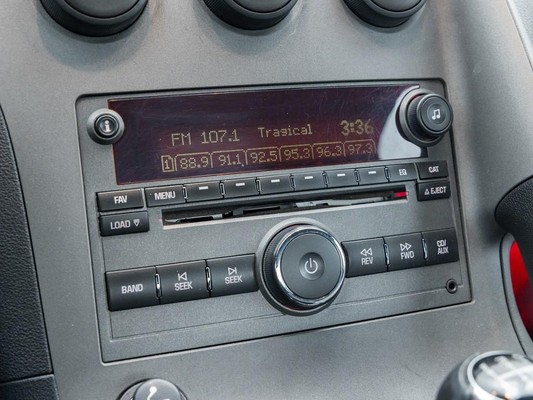 FM 107.1 Tragical 3:36
1 88.9 91.1 92.5 95.3 96.3 97.3
i
FAV MENU EQ CAT
LOAD EJECT
BAND SEEK SEEK REV FWD CD/AUX